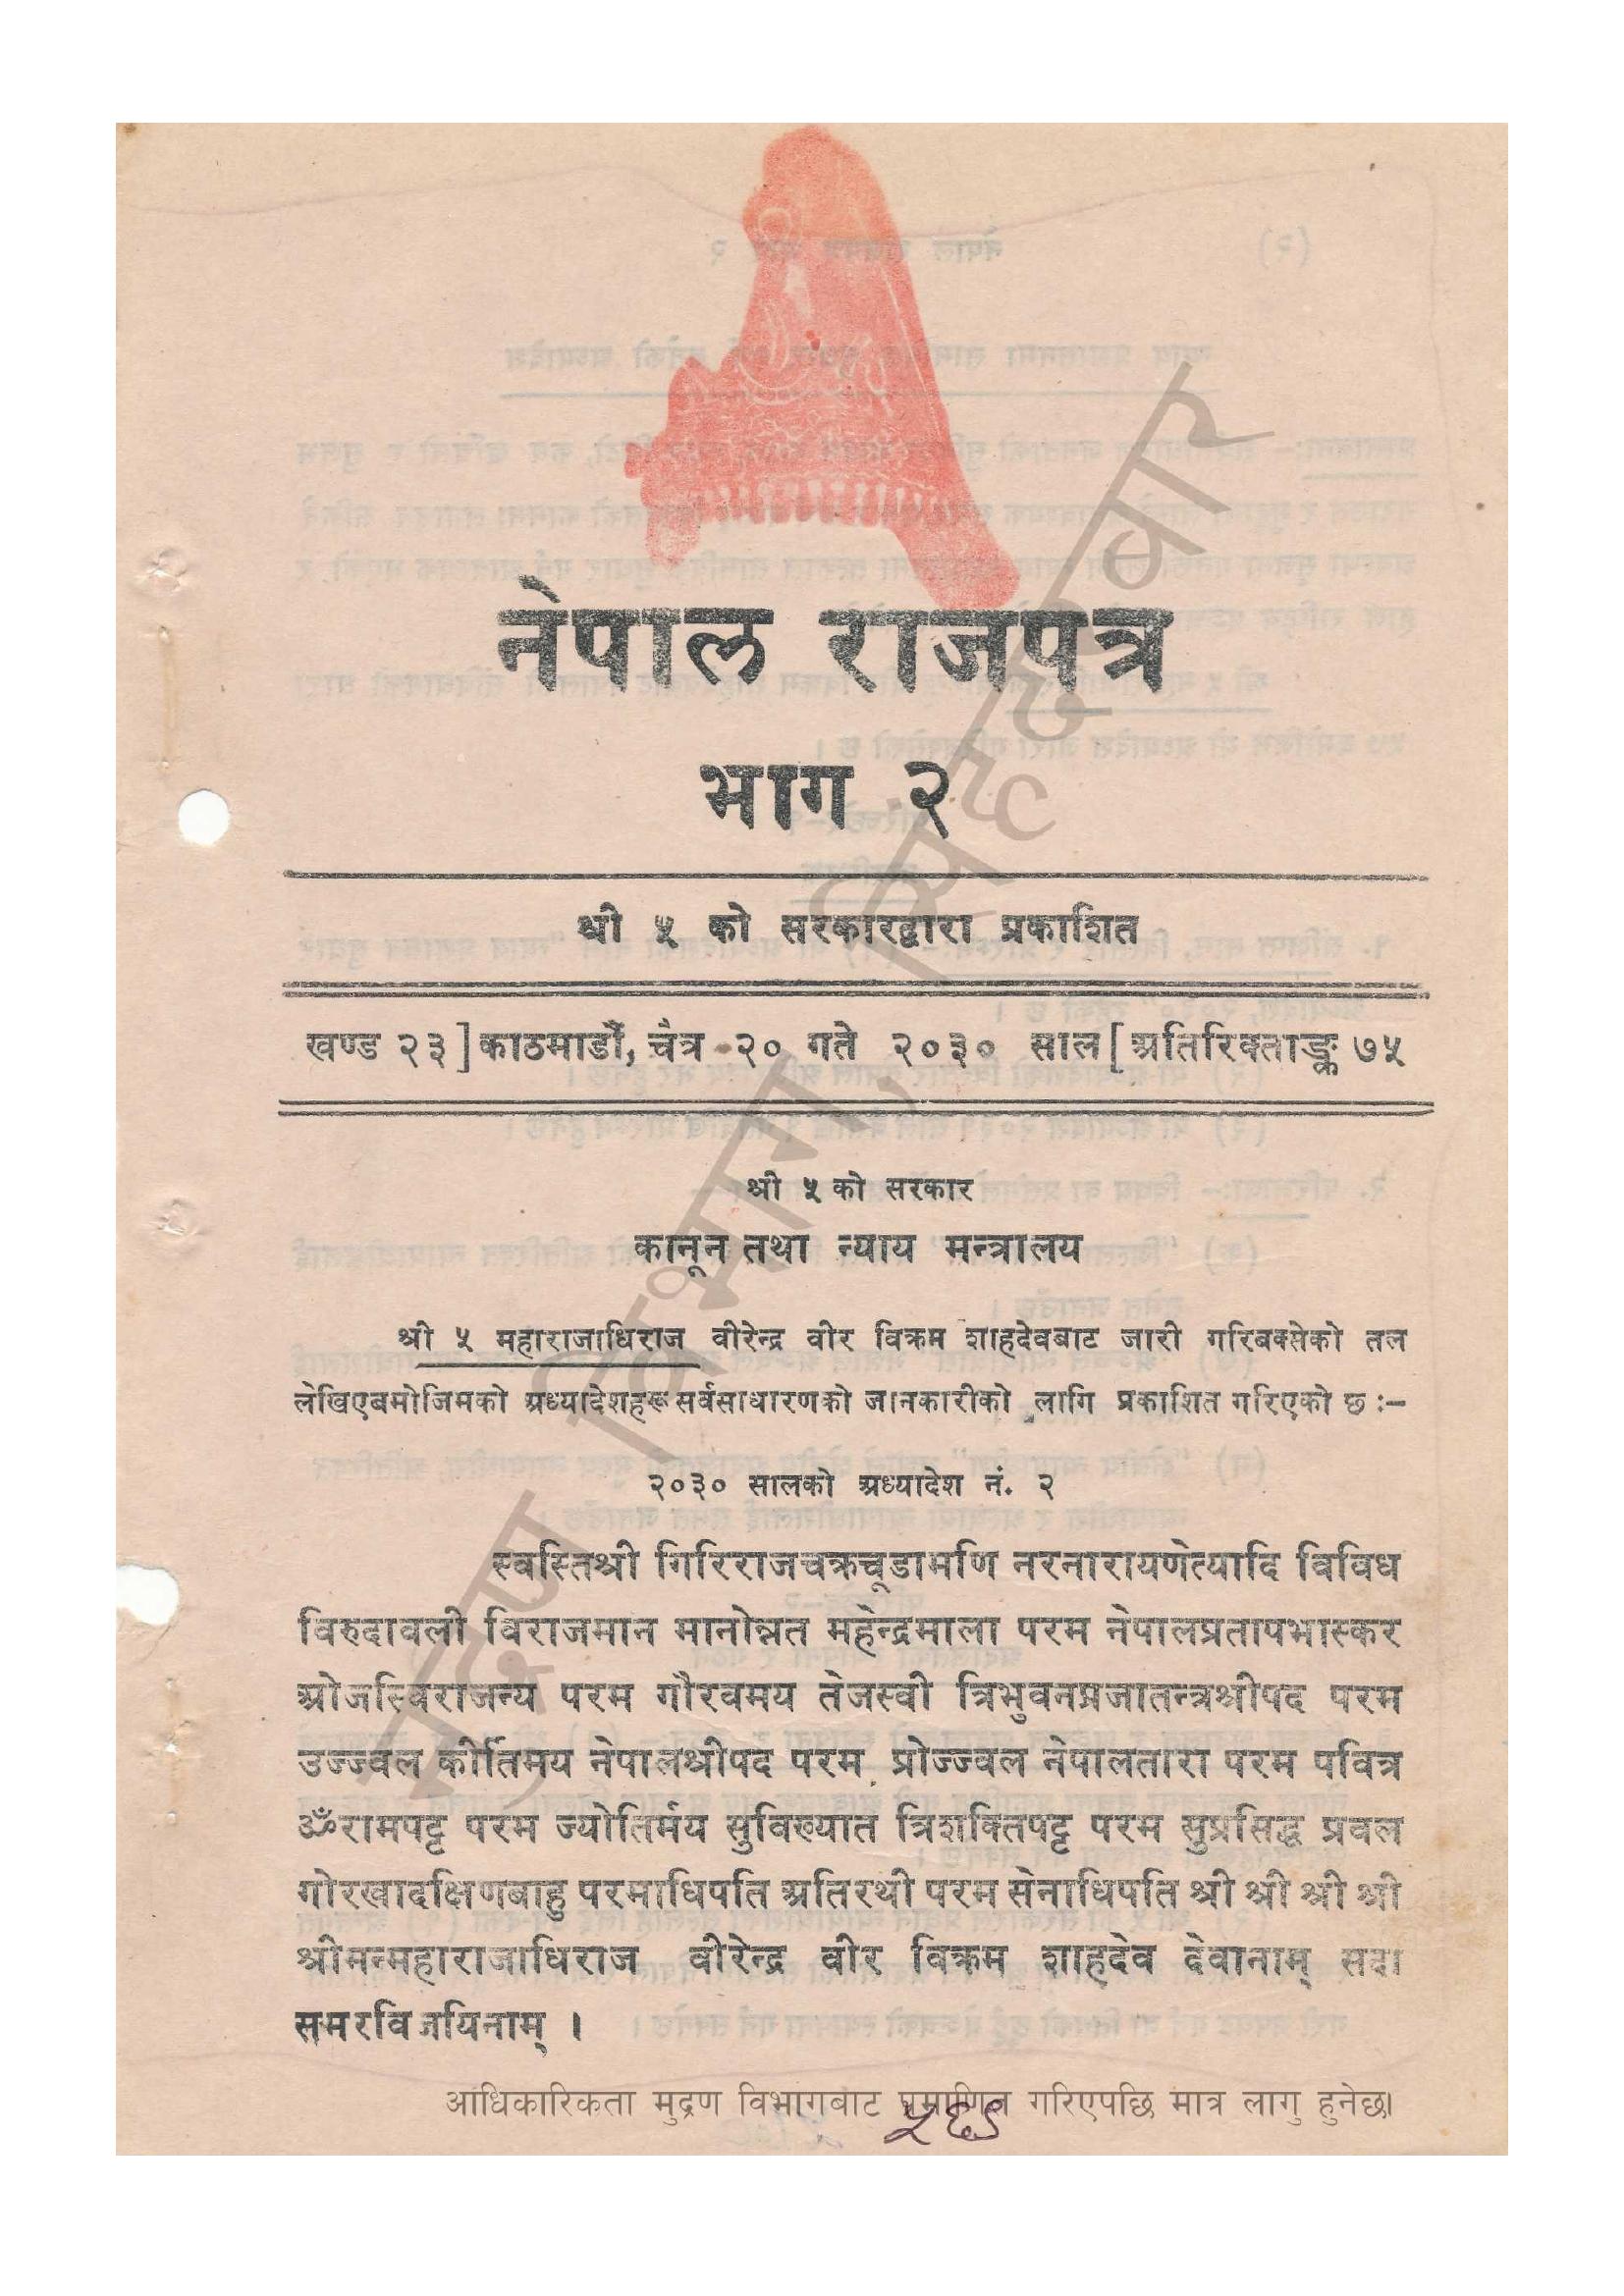 नेपाल राजपत्र
भाग २
श्री ५ को सरकारद्वारा प्रकाशित
खण्ड २३] काठमाडौं, चैत्र २० गते २०३० साल [अतिरिक्ताङ्क ७५
श्री ५ को सरकार
कानून तथा न्याय मन्त्रालय
श्री ५ महाराजाधिराज वीरेन्द्र वीर विक्रम शाहदेवबाट जारी गरिबक्सेको तल
लेखिएबमोजिमको अध्यादेशहरू सर्वसाधारणको जानकारीको लागि प्रकाशित गरिएको छ :–
२०३० सालको अध्यादेश नं. २
स्वस्तिश्री गिरिराजचक्रचूडामणि नरनारायणेत्यादि विविध
विरुदावली विराजमान मानोन्नत महेन्द्रमाला परम नेपालप्रतापभास्कर
ओजस्विराजन्य परम गौरवमय तेजस्वी त्रिभुवनप्रजातन्त्रश्रीपद परम
उज्ज्वल कीर्तिमय नेपालश्रीपद परम प्रोज्ज्वल नेपालतारा परम पवित्र
ॐरामपट्ट परम ज्योतिर्मय सुविख्यात त्रिशक्तिपट्ट परम सुप्रसिद्ध प्रवल
गोरखादक्षिणबाहु परमाधिपति अतिरथी परम सेनाधिपति श्री श्री श्री श्री
श्रीमन्महाराजाधिराज वीरेन्द्र वीर विक्रम शाहदेव देवानाम् सदा
समरविजयिनाम् ।
आधिकारिकता मुद्रण विभागबाट प्रमाणित गरिएपछि मात्र लागु हुनेछ।
मुद्रण विभाग, सिंहदरवार